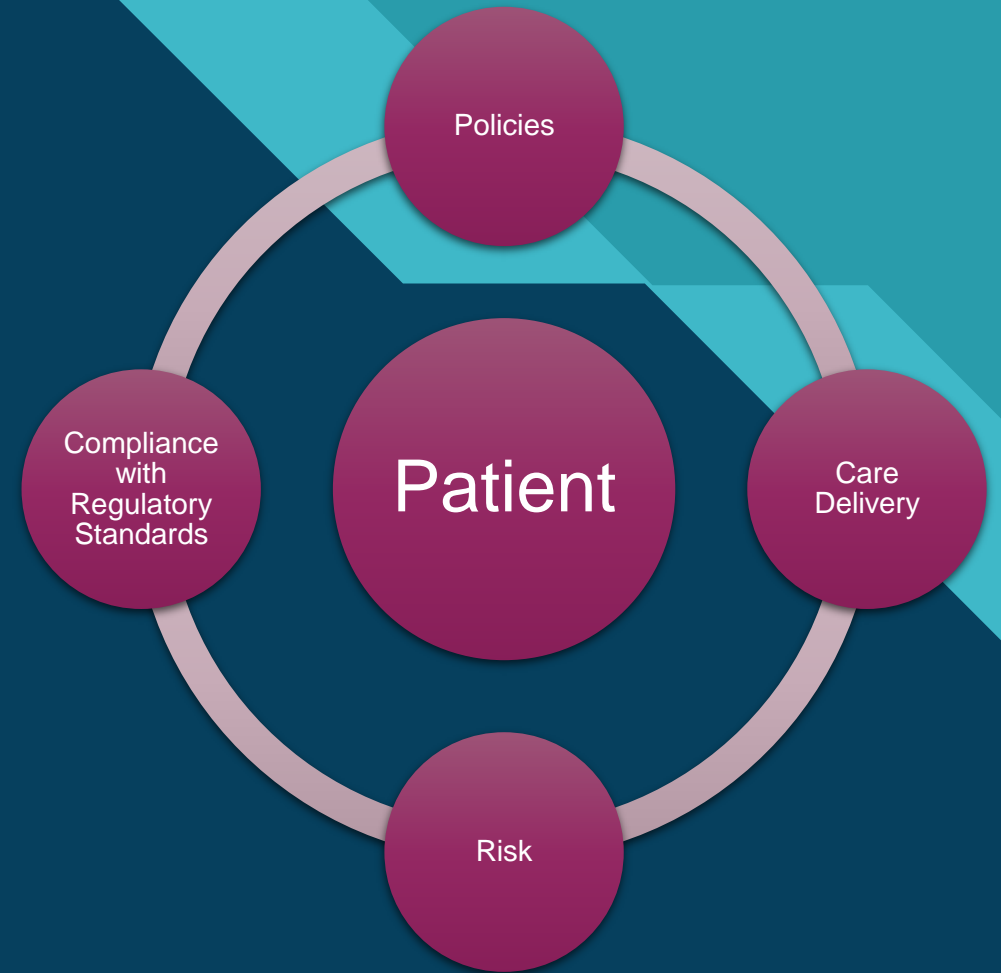 Policies
Compliance
with
Regulatory
Standards
Patient
Care
Delivery
Risk